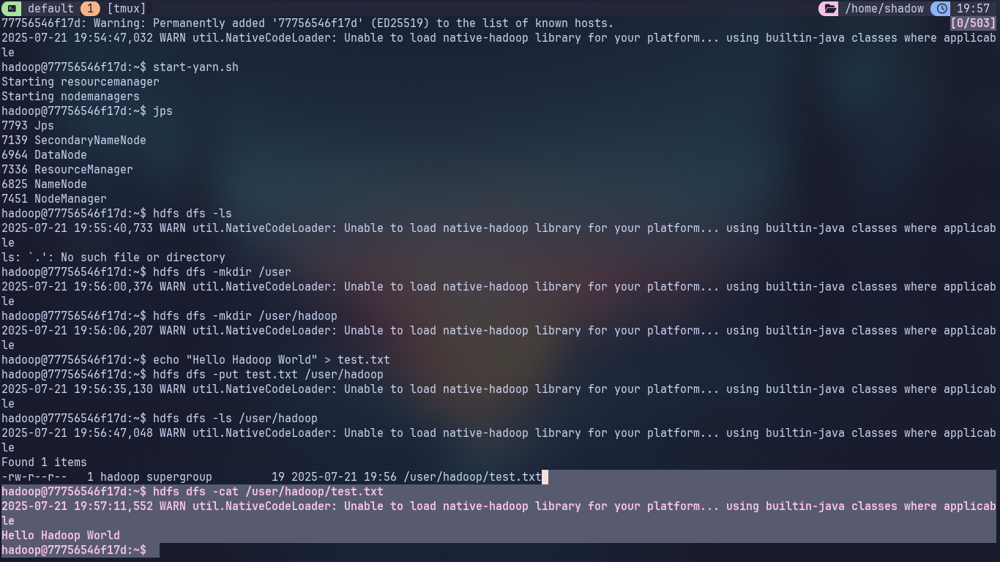 default 1 [tmux] /home/shadow 19:57
77756546f17d: Warning: Permanently added '77756546f17d' (ED25519) to the list of known hosts. [0/503]
2025-07-21 19:54:47,032 WARN util.NativeCodeLoader: Unable to load native-hadoop library for your platform... using builtin-java classes where applicab
le
hadoop@77756546f17d:~$ start-yarn.sh
Starting resourcemanager
Starting nodemanagers
hadoop@77756546f17d:~$ jps
7793 Jps
7139 SecondaryNameNode
6964 DataNode
7336 ResourceManager
6825 NameNode
7451 NodeManager
hadoop@77756546f17d:~$ hdfs dfs -ls
2025-07-21 19:55:40,733 WARN util.NativeCodeLoader: Unable to load native-hadoop library for your platform... using builtin-java classes where applicab
le
ls: `.': No such file or directory
hadoop@77756546f17d:~$ hdfs dfs -mkdir /user
2025-07-21 19:56:00,376 WARN util.NativeCodeLoader: Unable to load native-hadoop library for your platform... using builtin-java classes where applicab
le
hadoop@77756546f17d:~$ hdfs dfs -mkdir /user/hadoop
2025-07-21 19:56:06,207 WARN util.NativeCodeLoader: Unable to load native-hadoop library for your platform... using builtin-java classes where applicab
le
hadoop@77756546f17d:~$ echo "Hello Hadoop World" > test.txt
hadoop@77756546f17d:~$ hdfs dfs -put test.txt /user/hadoop
2025-07-21 19:56:35,130 WARN util.NativeCodeLoader: Unable to load native-hadoop library for your platform... using builtin-java classes where applicab
le
hadoop@77756546f17d:~$ hdfs dfs -ls /user/hadoop
2025-07-21 19:56:47,048 WARN util.NativeCodeLoader: Unable to load native-hadoop library for your platform... using builtin-java classes where applicab
le
Found 1 items
-rw-r--r--   1 hadoop supergroup         19 2025-07-21 19:56 /user/hadoop/test.txt
hadoop@77756546f17d:~$ hdfs dfs -cat /user/hadoop/test.txt
2025-07-21 19:57:11,552 WARN util.NativeCodeLoader: Unable to load native-hadoop library for your platform... using builtin-java classes where applicab
le
Hello Hadoop World
hadoop@77756546f17d:~$